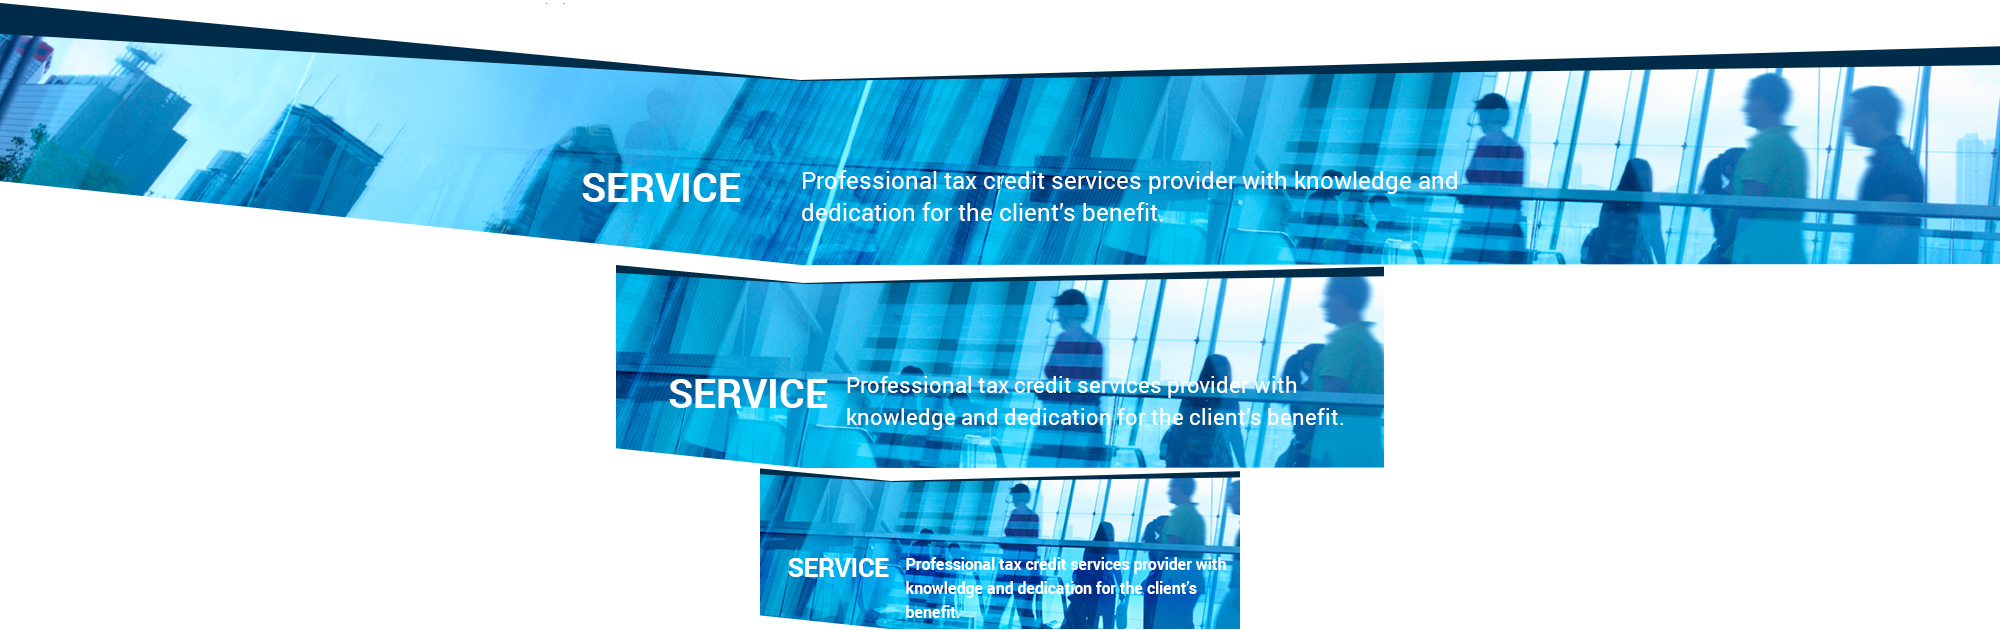 SERVICE
Professional tax credit services provider with knowledge and
dedication for the client's benefit.
SERVICE
Professional tax credit services provider with
knowledge and dedication for the client's benefit.
SERVICE
Professional tax credit services provider with
knowledge and dedication for the client's
benefit.